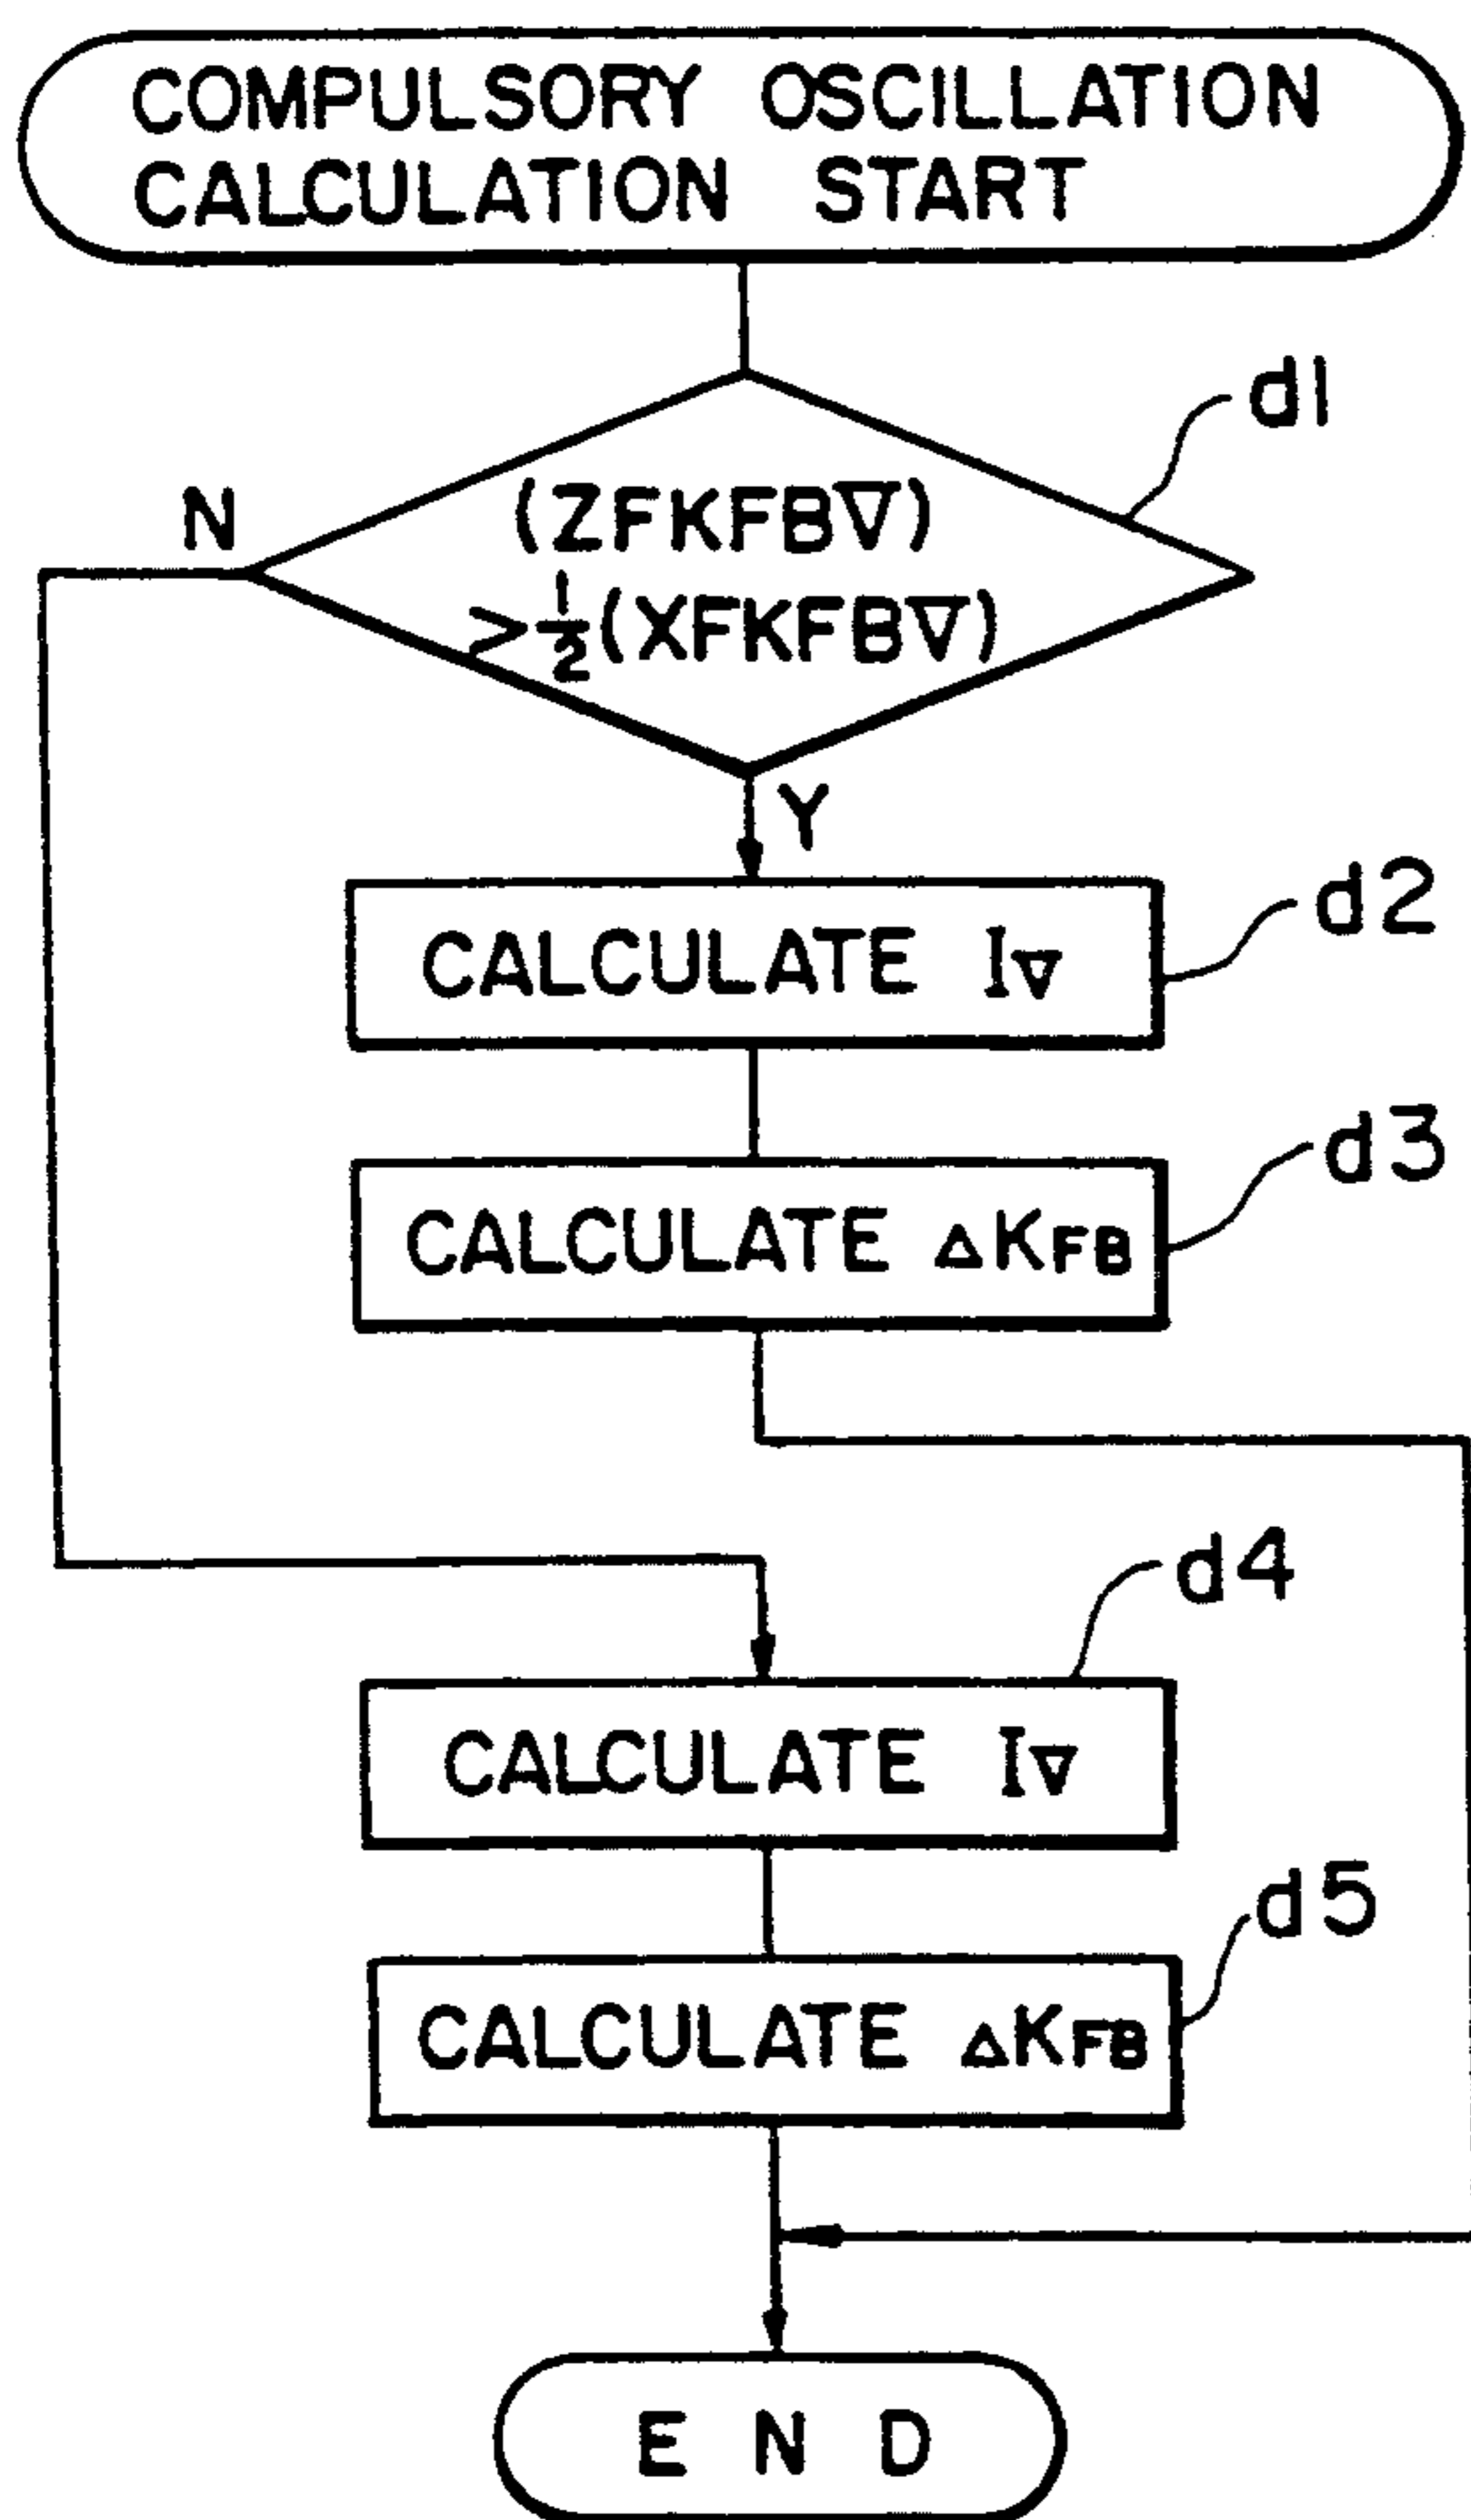 COMPULSORY OSCILLATION
CALCULATION START
d1
N
(ZFKFB∇)
>1/2(XFKFB∇)
Y
CALCULATE I∇
d2
CALCULATE ΔKFB
d3
d4
CALCULATE I∇
d5
CALCULATE ΔKFB
END